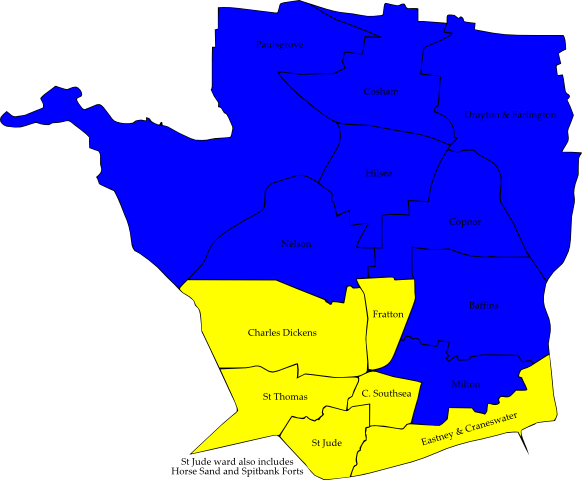 Paulsgrove
Cosham
Drayton & Farlington
Hilsea
Copnor
Nelson
Baffins
Fratton
Charles Dickens
Milton
C. Southsea
St Thomas
Eastney & Craneswater
St Jude
St Jude ward also includes
Horse Sand and Spitbank Forts